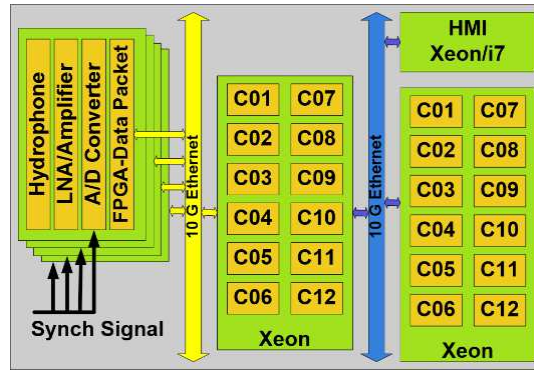 Hydrophone
LNA/Amplifier
A/D Converter
FPGA-Data Packet
Synch Signal
10 G Ethernet
C01 C07
C02 C08
C03 C09
C04 C10
C05 C11
C06 C12
Xeon
10 G Ethernet
HMI
Xeon/i7
C01 C07
C02 C08
C03 C09
C04 C10
C05 C11
C06 C12
Xeon